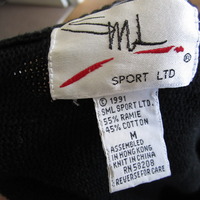 SML
SPORT LTD
®
© 1991
SML SPORT LTD.
55% RAMIE
45% COTTON
M
ASSEMBLED
IN HONG KONG
KNIT IN CHINA
RN 58208
REVERSE FOR CARE